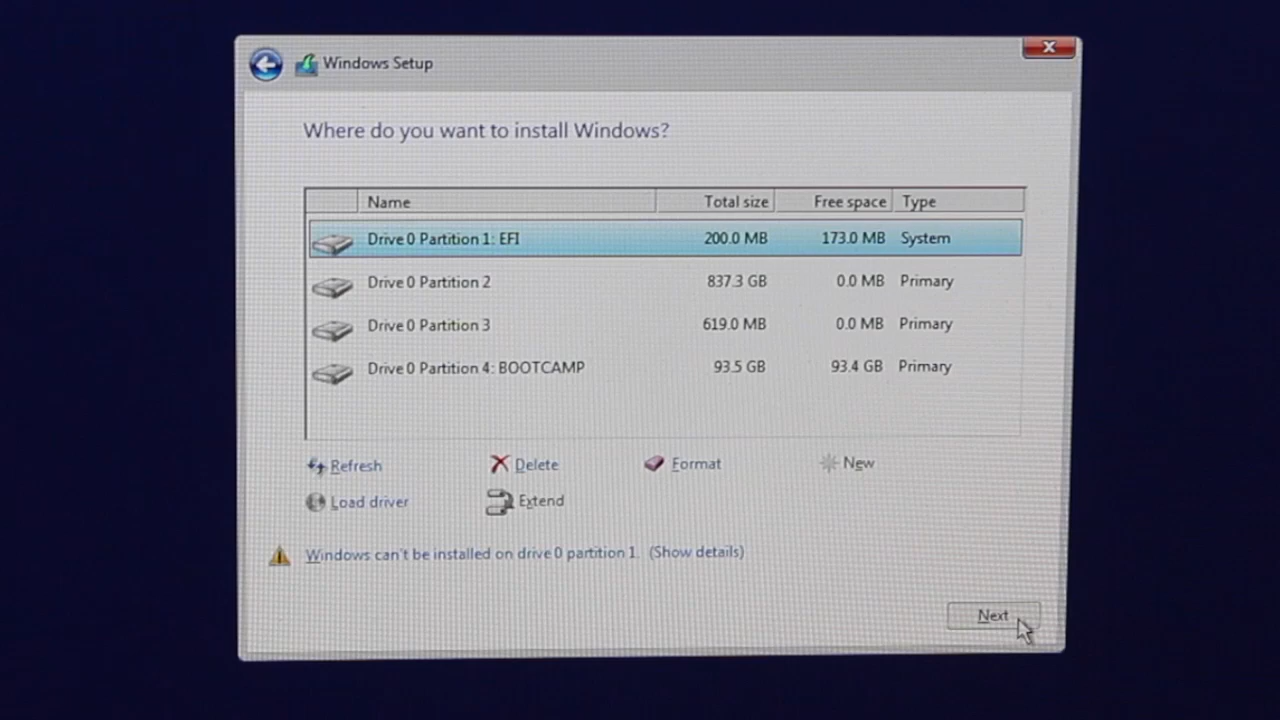 Windows Setup
Where do you want to install Windows?
Name Total size Free space Type
Drive 0 Partition 1: EFI 200.0 MB 173.0 MB System
Drive 0 Partition 2 837.3 GB 0.0 MB Primary
Drive 0 Partition 3 619.0 MB 0.0 MB Primary
Drive 0 Partition 4: BOOTCAMP 93.5 GB 93.4 GB Primary
Refresh Delete Format New
Load driver Extend
Windows can't be installed on drive 0 partition 1. (Show details)
Next